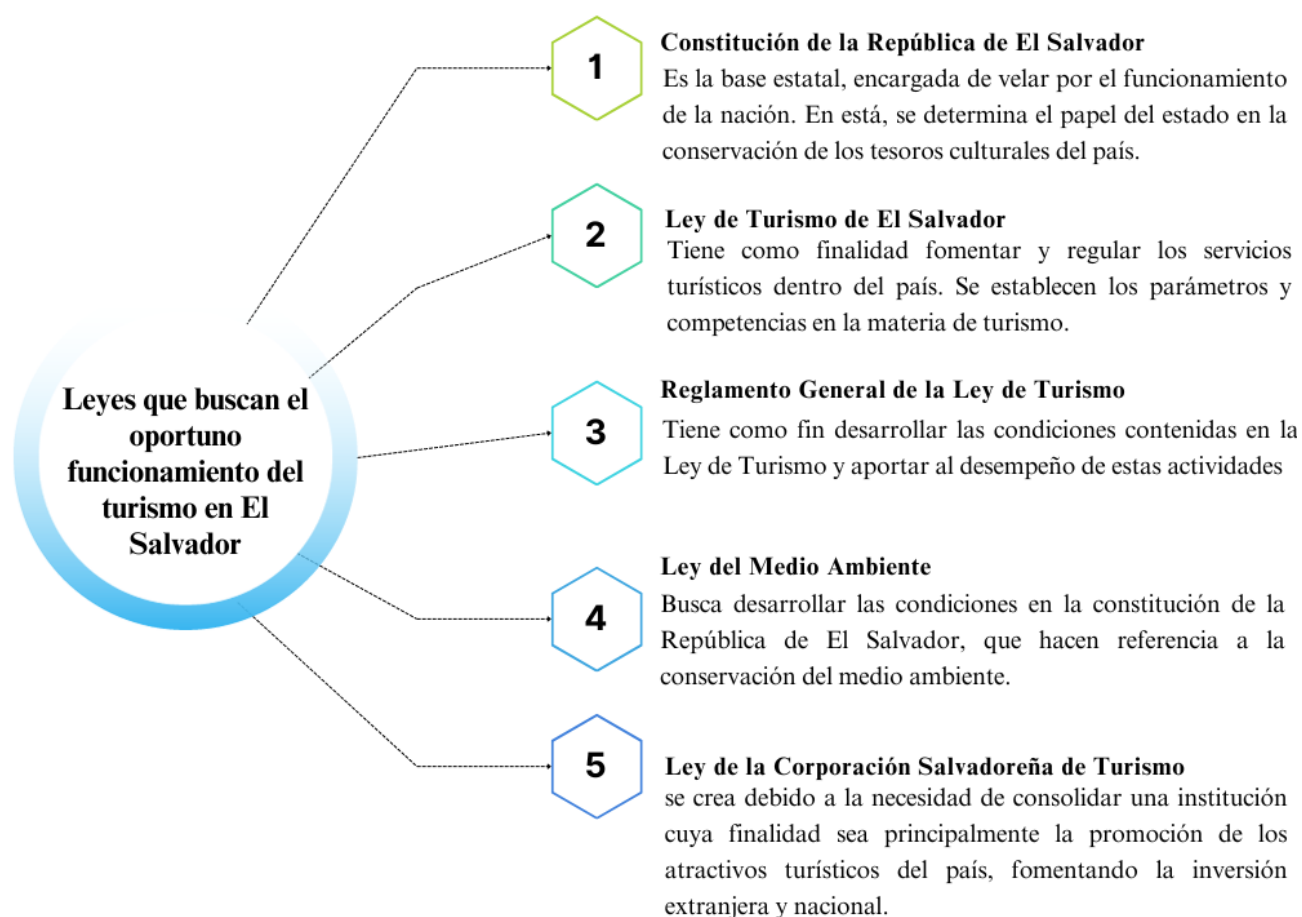 Leyes que buscan el
oportuno
funcionamiento del
turismo en El
Salvador
1
Constitución de la República de El Salvador
Es la base estatal, encargada de velar por el funcionamiento
de la nación. En está, se determina el papel del estado en la
conservación de los tesoros culturales del país.
2
Ley de Turismo de El Salvador
Tiene como finalidad fomentar y regular los servicios
turísticos dentro del país. Se establecen los parámetros y
competencias en la materia de turismo.
3
Reglamento General de la Ley de Turismo
Tiene como fin desarrollar las condiciones contenidas en la
Ley de Turismo y aportar al desempeño de estas actividades
4
Ley del Medio Ambiente
Busca desarrollar las condiciones en la constitución de la
República de El Salvador, que hacen referencia a la
conservación del medio ambiente.
5
Ley de la Corporación Salvadoreña de Turismo
se crea debido a la necesidad de consolidar una institución
cuya finalidad sea principalmente la promoción de los
atractivos turísticos del país, fomentando la inversión
extranjera y nacional.